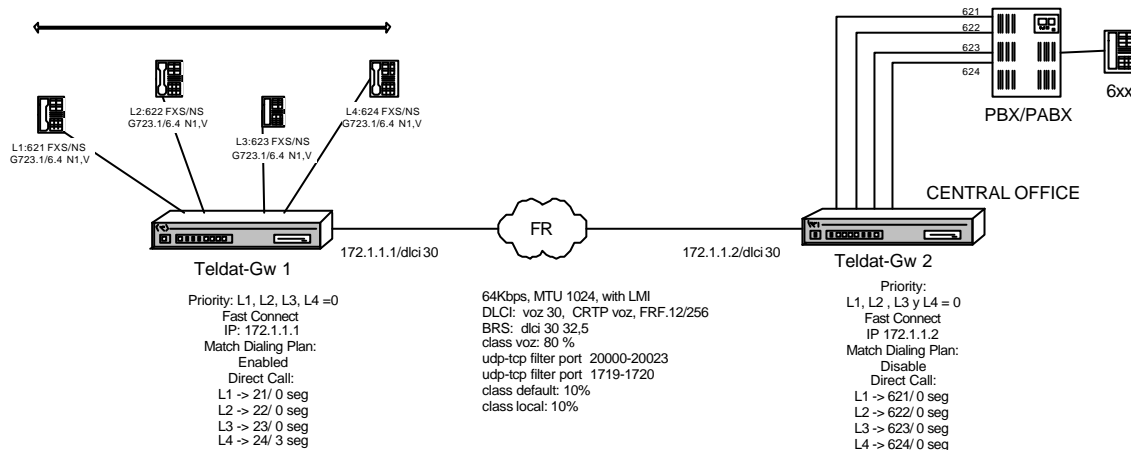 621
622
623
624
6xx
PBX/PABX
L1:621 FXS/NS
G723.1/6.4 N1,V
L2:622 FXS/NS
G723.1/6.4 N1,V
L3:623 FXS/NS
G723.1/6.4 N1,V
L4:624 FXS/NS
G723.1/6.4 N1,V
CENTRAL OFFICE
FR
172.1.1.1/dlci30
172.1.1.2/dlci30
Teldat-Gw 1
Priority: L1, L2, L3, L4 =0
Fast Connect
IP: 172.1.1.1
Match Dialing Plan:
Enabled
Direct Call:
L1 -> 21/ 0 seg
L2 -> 22/ 0 seg
L3 -> 23/ 0 seg
L4 -> 24/ 3 seg
64Kbps, MTU 1024, with LMI
DLCI: voz 30, CRTP voz, FRF.12/256
BRS: dlci 30 32,5
class voz: 80 %
udp-tcp filter port 20000-20023
udp-tcp filter port 1719-1720
class default: 10%
class local: 10%
Teldat-Gw 2
Priority:
L1, L2 , L3 y L4 = 0
Fast Connect
IP 172.1.1.2
Match Dialing Plan:
Disable
Direct Call:
L1 -> 621/ 0 seg
L2 -> 622/ 0 seg
L3 -> 623/ 0 seg
L4 -> 624/ 0 seg